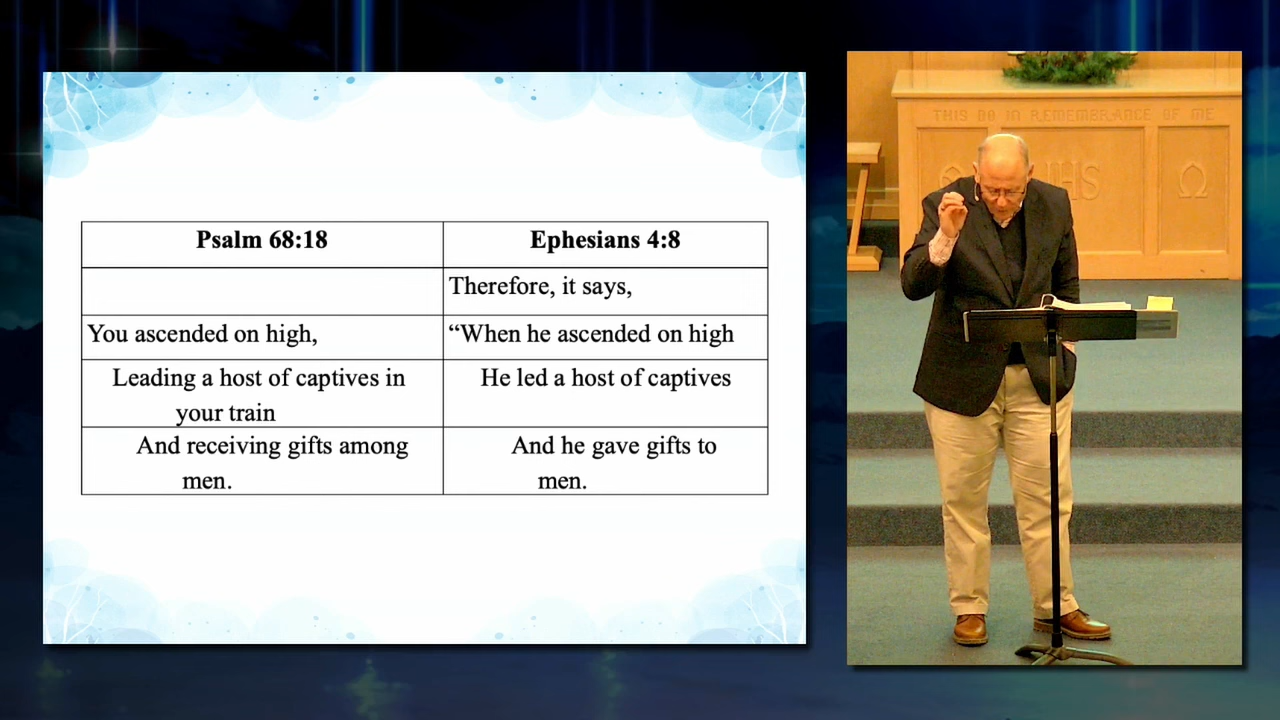 Psalm 68:18
Ephesians 4:8
Therefore, it says,
You ascended on high,
“When he ascended on high
Leading a host of captives in
your train
He led a host of captives
And receiving gifts among
men.
And he gave gifts to
men.
THIS DO IN REMEMBRANCE OF ME
IHS
Ω